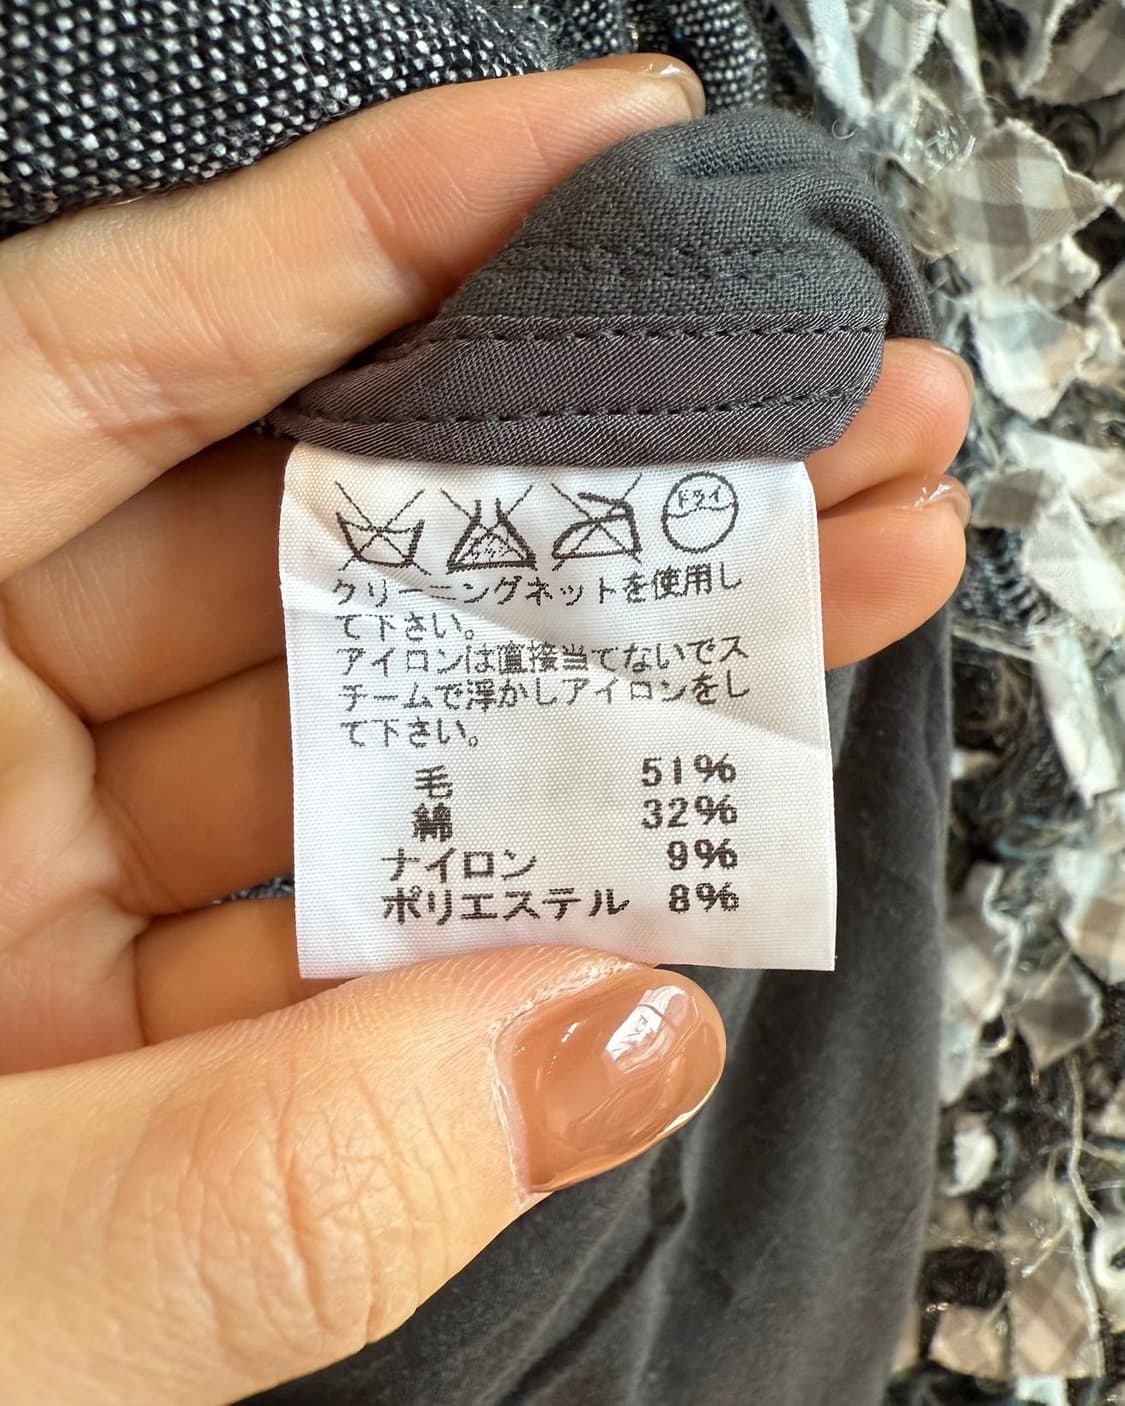 ドライ
クリーニングネットを使用し
て下さい。
アイロンは直接当てないでス
チームで浮かしアイロンをし
て下さい。
毛 51%
綿 32%
ナイロン 9%
ポリエステル 8%